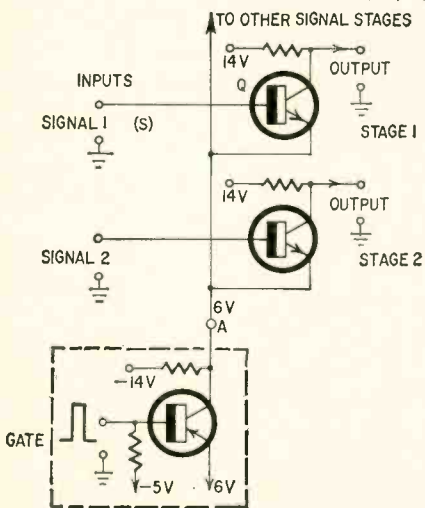 TO OTHER SIGNAL STAGES
14V
OUTPUT
INPUTS
Q
SIGNAL 1 (S)
STAGE 1
14V
OUTPUT
SIGNAL 2
STAGE 2
6V
A
-14V
GATE
-5V 6V